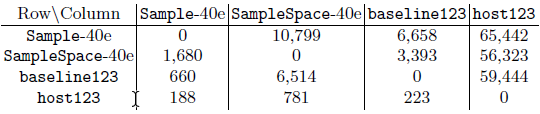 Row\Column Sample-40e SampleSpace-40e baseline123 host123
Sample-40e 0 10,799 6,658 65,442
SampleSpace-40e 1,680 0 3,393 56,323
baseline123 660 6,514 0 59,444
host123 188 781 223 0